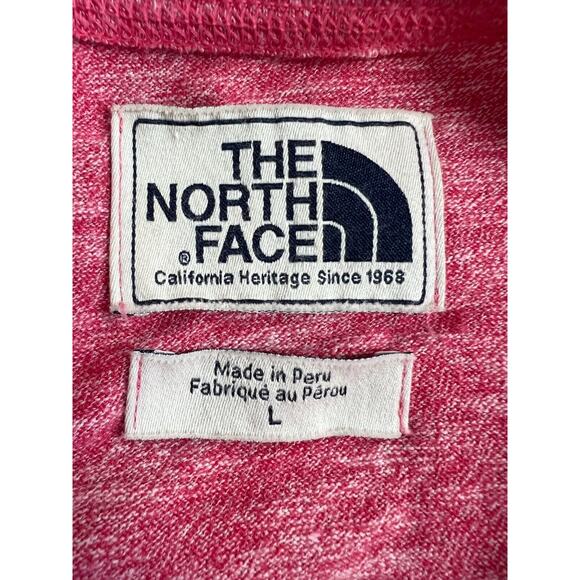 THE
NORTH
® FACE
California Heritage Since 1968
Made in Peru
Fabriqué au Pérou
L